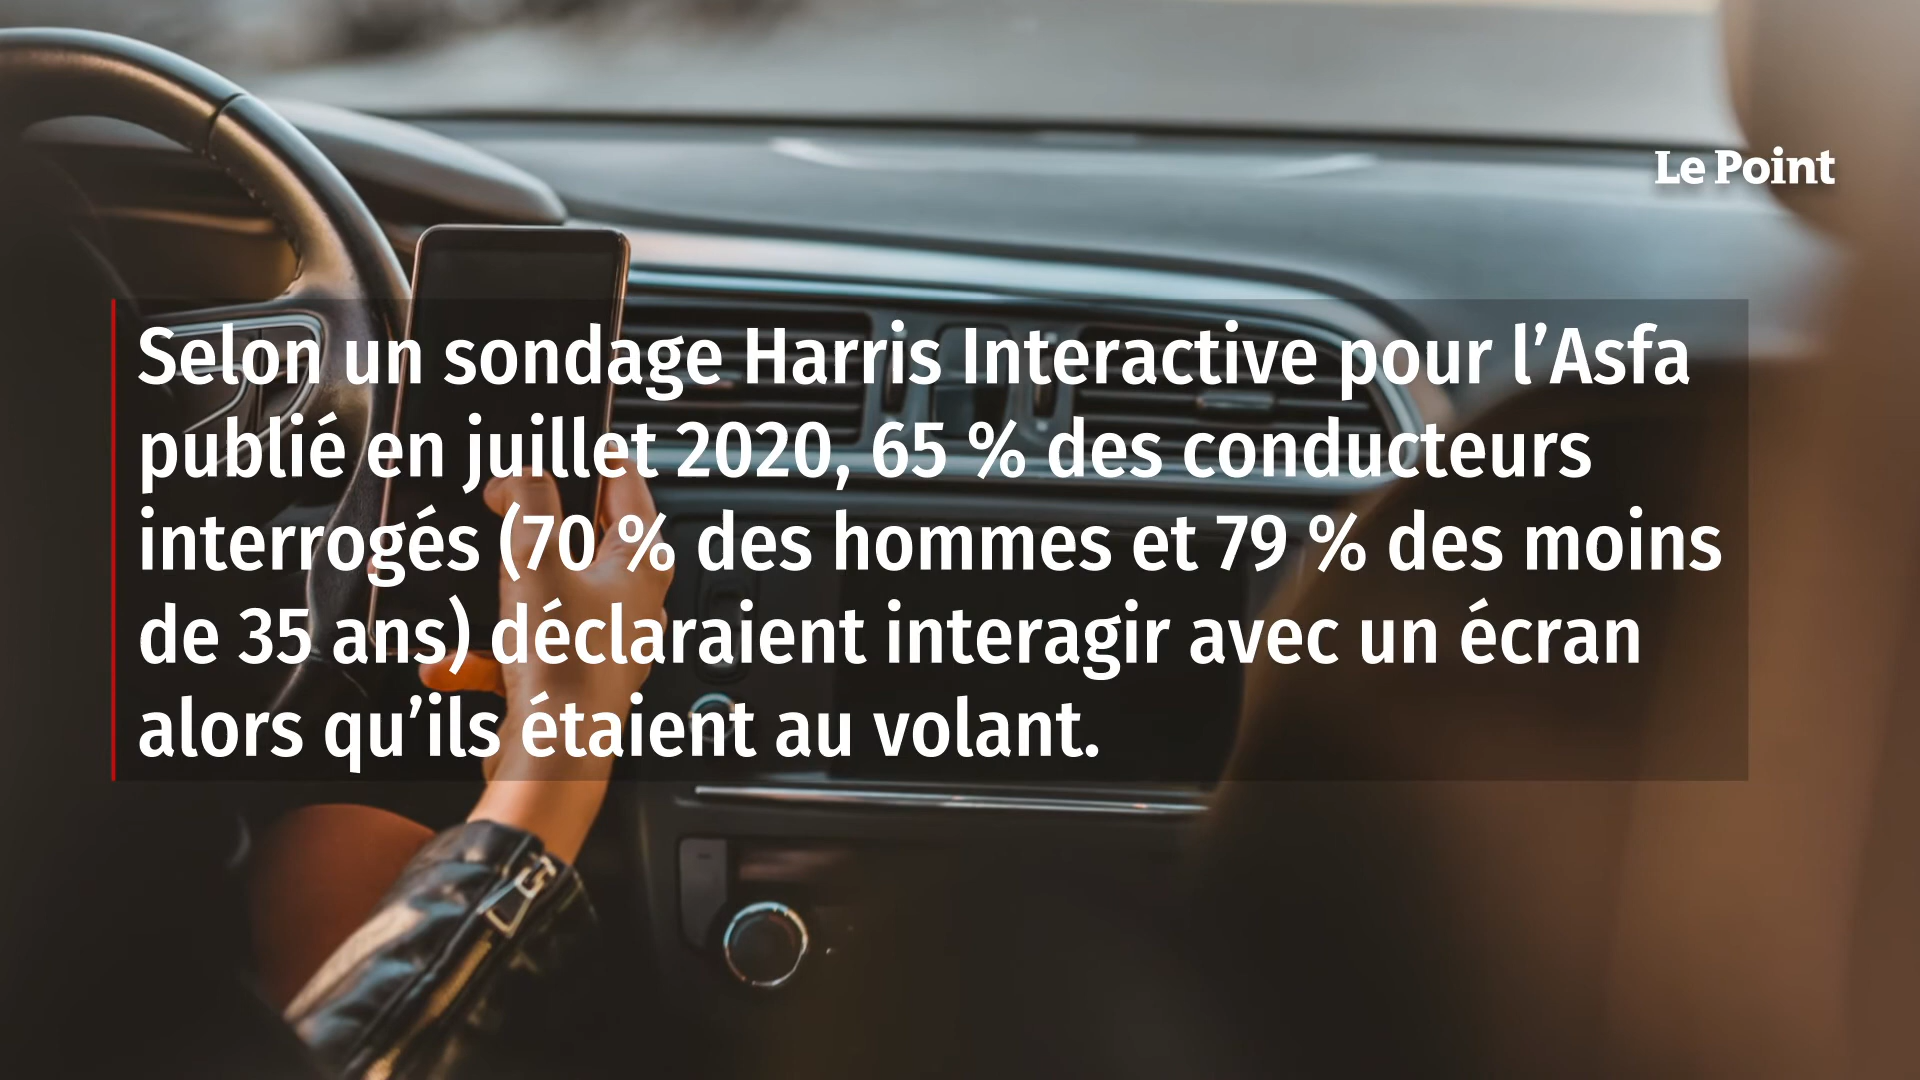 Le Point
Selon un sondage Harris Interactive pour l’Asfa
publié en juillet 2020, 65 % des conducteurs
interrogés (70 % des hommes et 79 % des moins
de 35 ans) déclaraient interagir avec un écran
alors qu’ils étaient au volant.